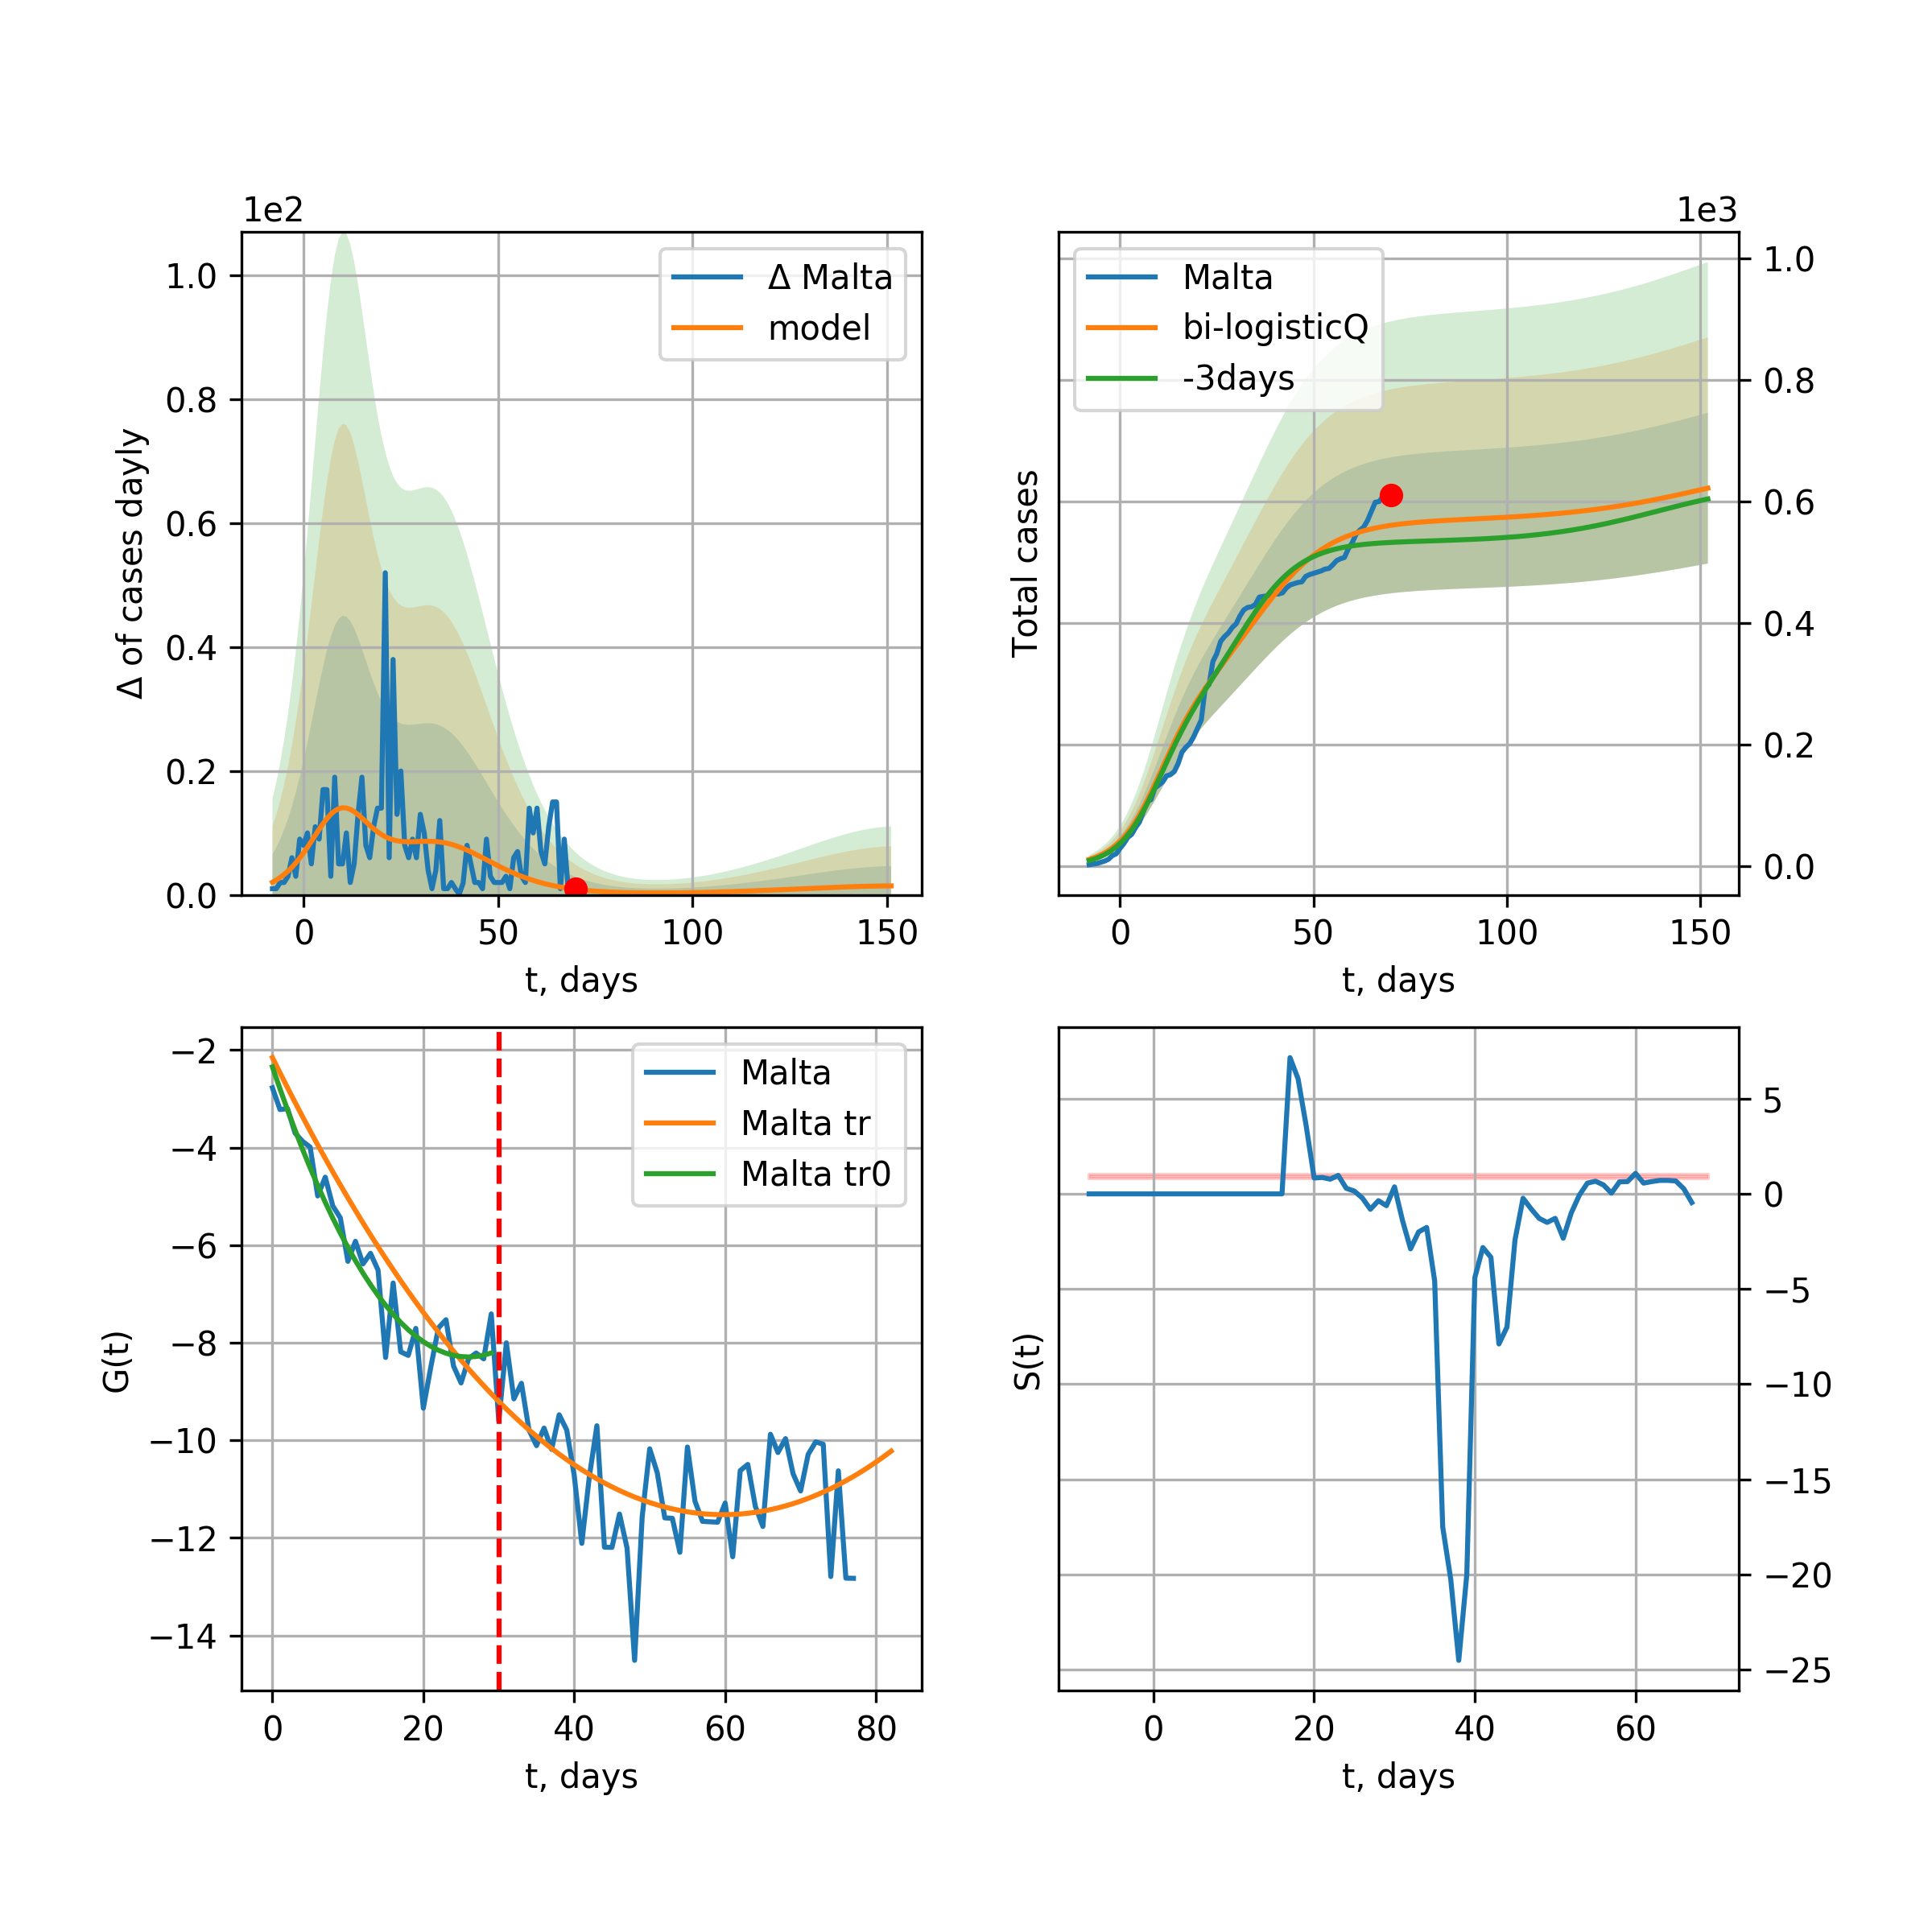 1e2
Δ of cases dayly
1.0
0.8
0.6
0.4
0.2
0.0
Δ Malta
model
0 50 100 150
t, days
1e3
Total cases
Malta
bi-logisticQ
-3days
1.0
0.8
0.6
0.4
0.2
0.0
0 50 100 150
t, days
G(t)
−2
−4
−6
−8
−10
−12
−14
Malta
Malta tr
Malta tr0
0 20 40 60 80
t, days
S(t)
5
0
−5
−10
−15
−20
−25
0 20 40 60
t, days